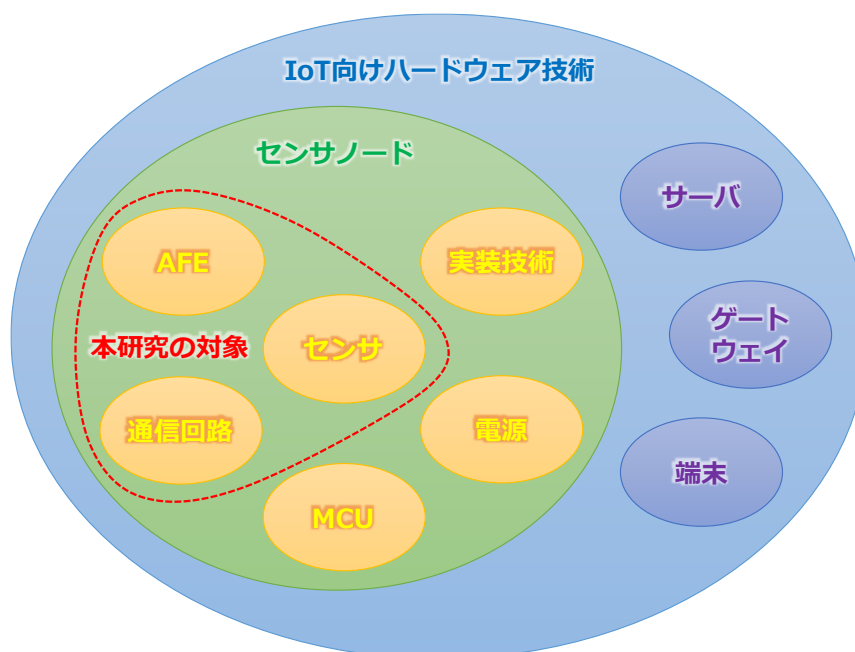 IoT向けハードウェア技術
センサノード
サーバ
AFE
実装技術
ゲート
ウェイ
本研究の対象
センサ
通信回路
電源
端末
MCU